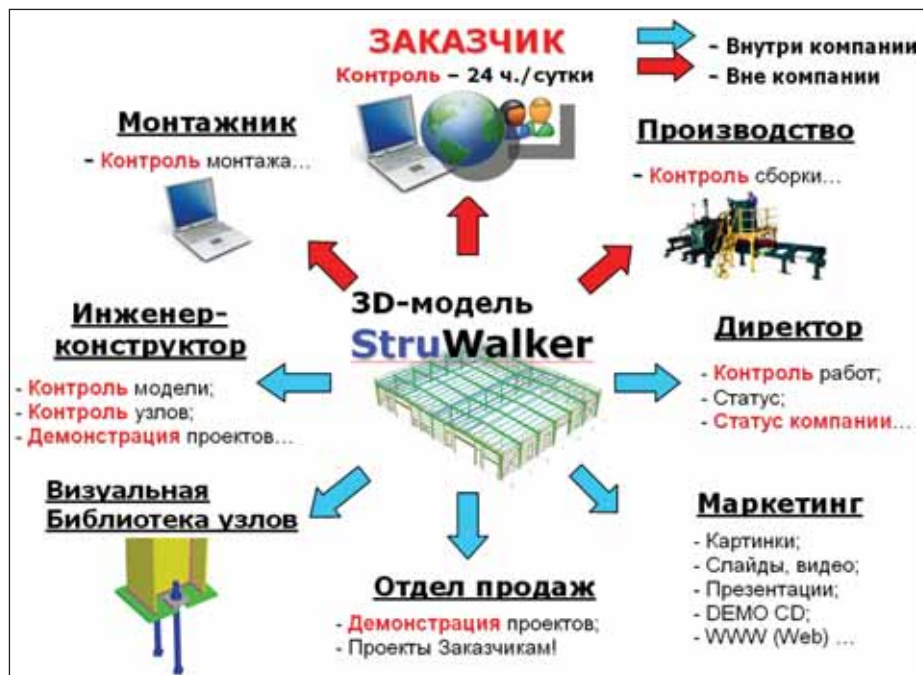 ЗАКАЗЧИК
Контроль – 24 ч./сутки
– Внутри компании
– Вне компании
Монтажник
– Контроль монтажа…
Производство
– Контроль сборки…
3D-модель
StruWalker
Инженер-
конструктор
- Контроль модели;
- Контроль узлов;
- Демонстрация проектов…
Директор
- Контроль работ;
- Статус;
- Статус компании…
Визуальная
Библиотека узлов
Отдел продаж
- Демонстрация проектов;
- Проекты Заказчикам!
Маркетинг
- Картинки;
- Слайды, видео;
- Презентации;
- DEMO CD;
- WWW (Web) …